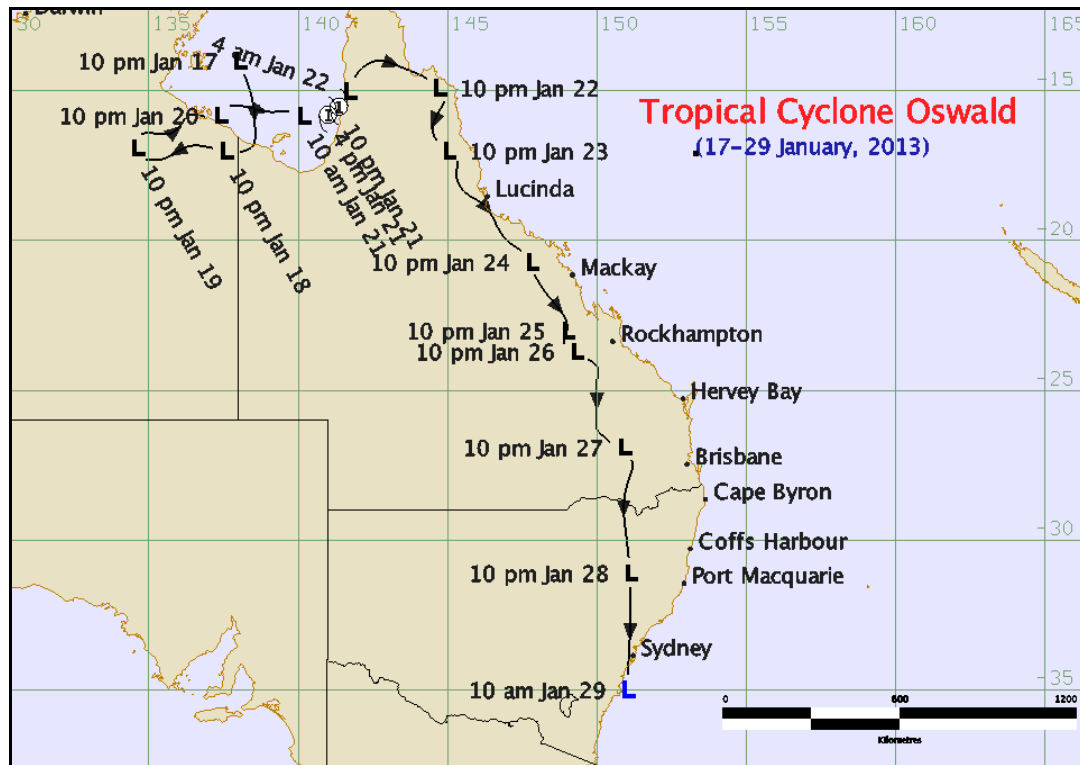 Darwin
30
135
140
145
150
155
160
165
10 pm Jan 17
4 am Jan 22
15
10 pm Jan 22
Tropical Cyclone Oswald
(17-29 January, 2013)
10 pm Jan 20
1
1
10 pm Jan 23
10 pm Jan 21
4 pm Jan 21
10 am Jan 21
Lucinda
10 pm Jan 19
10 pm Jan 18
-20
10 pm Jan 24
Mackay
10 pm Jan 25
Rockhampton
10 pm Jan 26
-25
Hervey Bay
10 pm Jan 27
Brisbane
Cape Byron
-30
Coffs Harbour
10 pm Jan 28
Port Macquarie
Sydney
10 am Jan 29
-35
0 600 1200
Kilometres
L
L
L
L
L
L
L
L
L
L
L
L
L
L